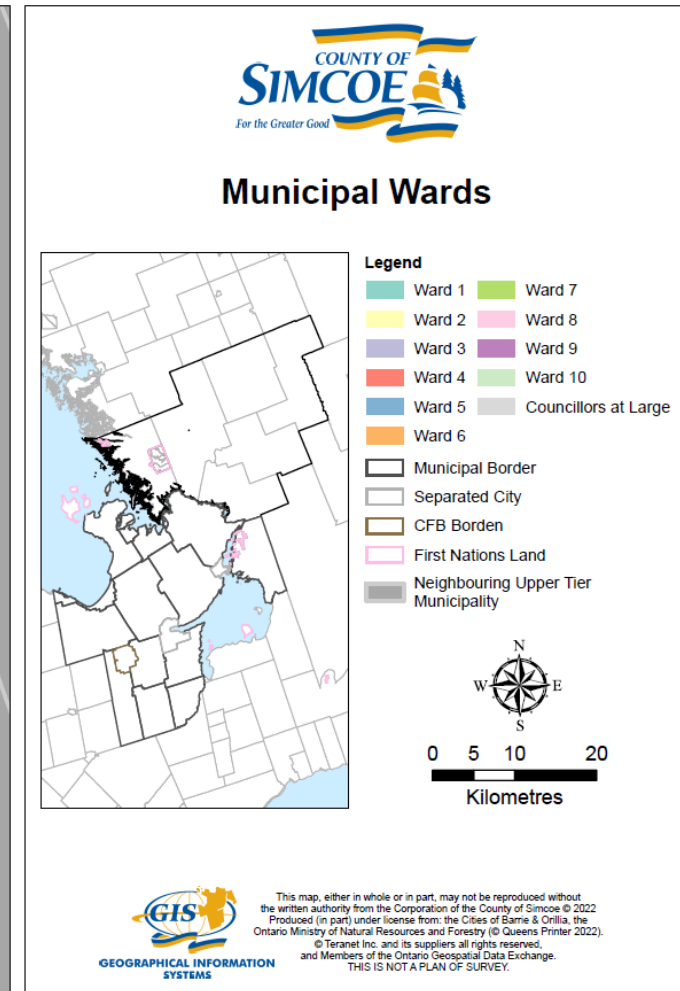 COUNTY OF
SIMCOE
For the Greater Good
Municipal Wards
Legend
Ward 1
Ward 2
Ward 3
Ward 4
Ward 5
Ward 6
Ward 7
Ward 8
Ward 9
Ward 10
Councillors at Large
Municipal Border
Separated City
CFB Borden
First Nations Land
Neighbouring Upper Tier
Municipality
N
W E
S
0 5 10 20
Kilometres
GIS
GEOGRAPHICAL INFORMATION
SYSTEMS
This map, either in whole or in part, may not be reproduced without
the written authority from the Corporation of the County of Simcoe © 2022
Produced (in part) under license from: the Cities of Barrie & Orillia, the
Ontario Ministry of Natural Resources and Forestry (© Queens Printer 2022).
© Teranet Inc. and its suppliers all rights reserved,
and Members of the Ontario Geospatial Data Exchange.
THIS IS NOT A PLAN OF SURVEY.